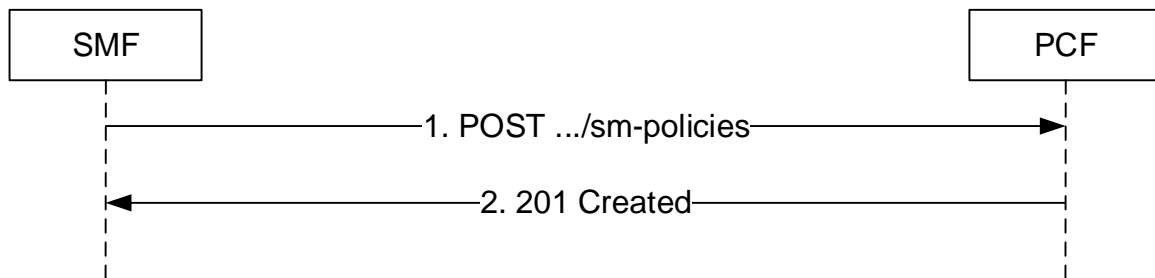 SMF
PCF
1. POST .../sm-policies
2. 201 Created